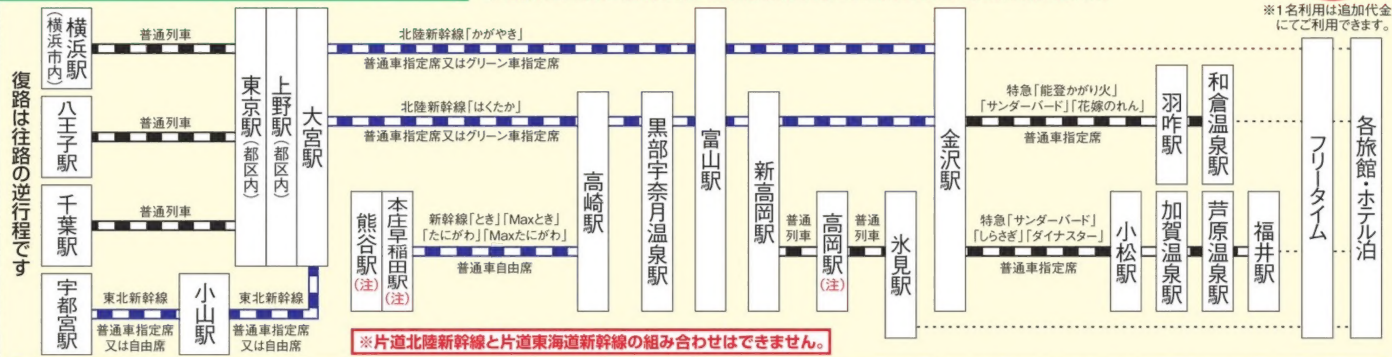 ※1名利用は追加代金
にてご利用できます。
復路は往路の逆行程です
横浜駅
(横浜市内)
八王子駅
千葉駅
宇都宮駅
普通列車
普通列車
普通列車
東北新幹線
普通車指定席
又は自由席
小山駅
東北新幹線
普通車指定席
又は自由席
東京駅(都区内)
上野駅(都区内)
大宮駅
北陸新幹線「かがやき」
普通車指定席又はグリーン車指定席
北陸新幹線「はくたか」
普通車指定席又はグリーン車指定席
熊谷駅(注)
本庄早稲田駅(注)
新幹線「とき」「Maxとき」
「たにがわ」「Maxたにがわ」
普通車自由席
高崎駅
黒部宇奈月温泉駅
富山駅
新高岡駅
普通
列車
高岡駅(注)
普通
列車
氷見駅
金沢駅
特急「能登かがり火」
「サンダーバード」「花嫁のれん」
普通車指定席
羽咋駅
和倉温泉駅
特急「サンダーバード」
「しらさぎ」「ダイナスター」
普通車指定席
小松駅
加賀温泉駅
芦原温泉駅
福井駅
フリータイム
各旅館・ホテル泊
※片道北陸新幹線と片道東海道新幹線の組み合わせはできません。